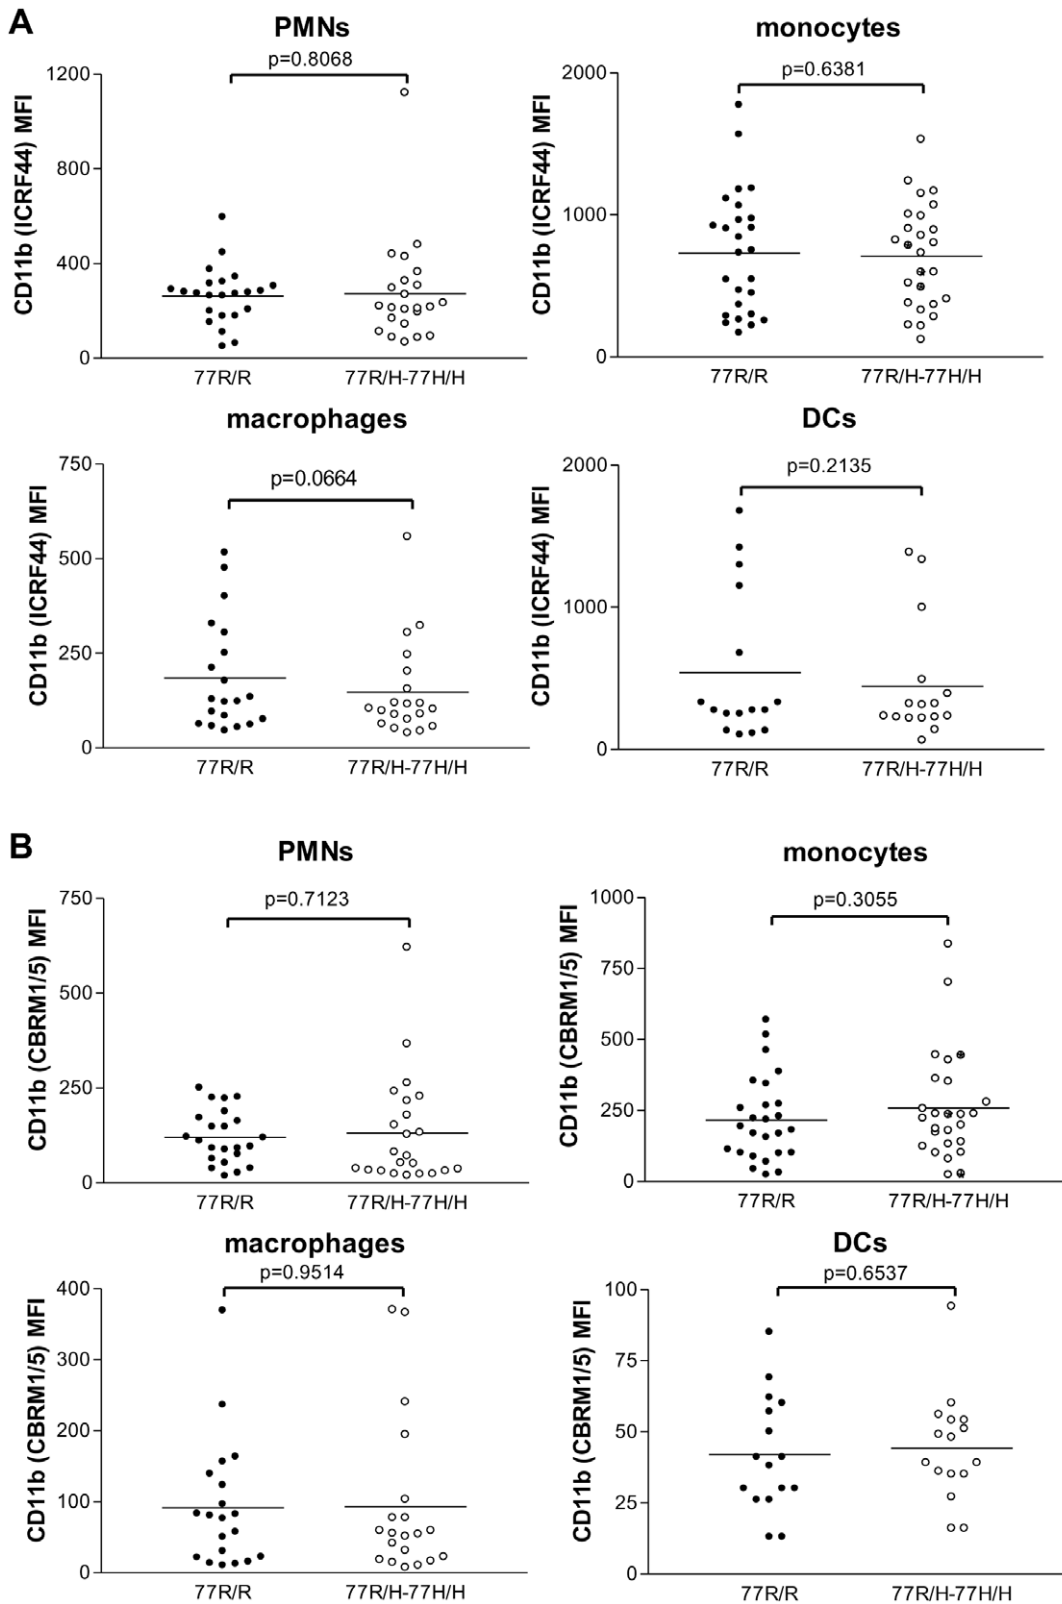 A
PMNs
p=0.8068
CD11b (ICRF44) MFI
1200
800
400
0
77R/R
77R/H-77H/H
monocytes
p=0.6381
CD11b (ICRF44) MFI
2000
1000
0
77R/R
77R/H-77H/H
macrophages
p=0.0664
CD11b (ICRF44) MFI
750
500
250
0
77R/R
77R/H-77H/H
DCs
p=0.2135
CD11b (ICRF44) MFI
2000
1000
0
77R/R
77R/H-77H/H
B
PMNs
p=0.7123
CD11b (CBRM1/5) MFI
750
500
250
0
77R/R
77R/H-77H/H
monocytes
p=0.3055
CD11b (CBRM1/5) MFI
1000
750
500
250
0
77R/R
77R/H-77H/H
macrophages
p=0.9514
CD11b (CBRM1/5) MFI
400
300
200
100
0
77R/R
77R/H-77H/H
DCs
p=0.6537
CD11b (CBRM1/5) MFI
100
75
50
25
0
77R/R
77R/H-77H/H